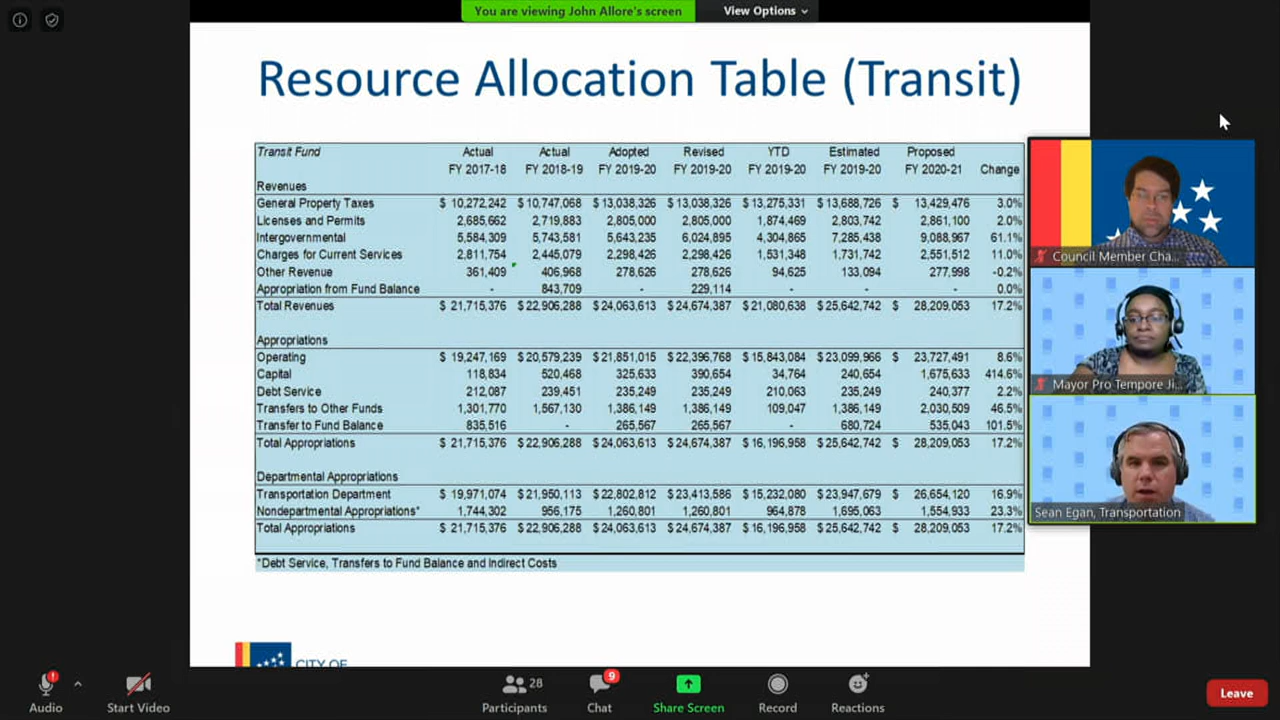 You are viewing John Allore's screen View Options
Resource Allocation Table (Transit)
Transit Fund Actual Actual Adopted Revised YTD Estimated Proposed
FY 2017-18 FY 2018-19 FY 2019-20 FY 2019-20 FY 2019-20 FY 2019-20 FY 2020-21 Change
Revenues
General Property Taxes $ 10,272,242 $ 10,747,068 $ 13,038,326 $ 13,038,326 $ 13,275,331 $ 13,688,726 $ 13,429,476 3.0%
Licenses and Permits 2,685,662 2,719,883 2,805,000 2,805,000 1,874,469 2,803,742 2,861,100 2.0%
Intergovernmental 5,584,309 5,743,581 5,643,235 6,024,895 4,304,865 7,285,438 9,088,967 61.1%
Charges for Current Services 2,811,754 2,445,079 2,298,426 2,298,426 1,531,348 1,731,742 2,551,512 11.0%
Other Revenue 361,409 406,968 278,626 278,626 94,625 133,094 277,998 -0.2%
Appropriation from Fund Balance - 843,709 - 229,114 - - - 0.0%
Total Revenues $ 21,715,376 $ 22,906,288 $ 24,063,613 $ 24,674,387 $ 21,080,638 $ 25,642,742 $ 28,209,053 17.2%
Appropriations
Operating $ 19,247,169 $ 20,579,239 $ 21,851,015 $ 22,396,768 $ 15,843,084 $ 23,099,966 $ 23,727,491 8.6%
Capital 118,834 520,468 325,633 390,654 34,764 240,654 1,675,633 414.6%
Debt Service 212,087 239,451 235,249 235,249 210,063 235,249 240,377 2.2%
Transfers to Other Funds 1,301,770 1,567,130 1,386,149 1,386,149 109,047 1,386,149 2,030,509 46.5%
Transfer to Fund Balance 835,516 - 265,567 265,567 - 680,724 535,043 101.5%
Total Appropriations $ 21,715,376 $ 22,906,288 $ 24,063,613 $ 24,674,387 $ 16,196,958 $ 25,642,742 $ 28,209,053 17.2%
Departmental Appropriations
Transportation Department $ 19,971,074 $ 21,950,113 $ 22,802,812 $ 23,413,586 $ 15,232,080 $ 23,947,679 $ 26,654,120 16.9%
Nondepartmental Appropriations* 1,744,302 956,175 1,260,801 1,260,801 964,878 1,695,063 1,554,933 23.3%
Total Appropriations $ 21,715,376 $ 22,906,288 $ 24,063,613 $ 24,674,387 $ 16,196,958 $ 25,642,742 $ 28,209,053 17.2%
*Debt Service, Transfers to Fund Balance and Indirect Costs
CITY OF
Council Member Cha...
Mayor Pro Tempore Ji...
Sean Egan, Transportation
Audio Start Video Participants 28 Chat 9 Share Screen Record Reactions Leave